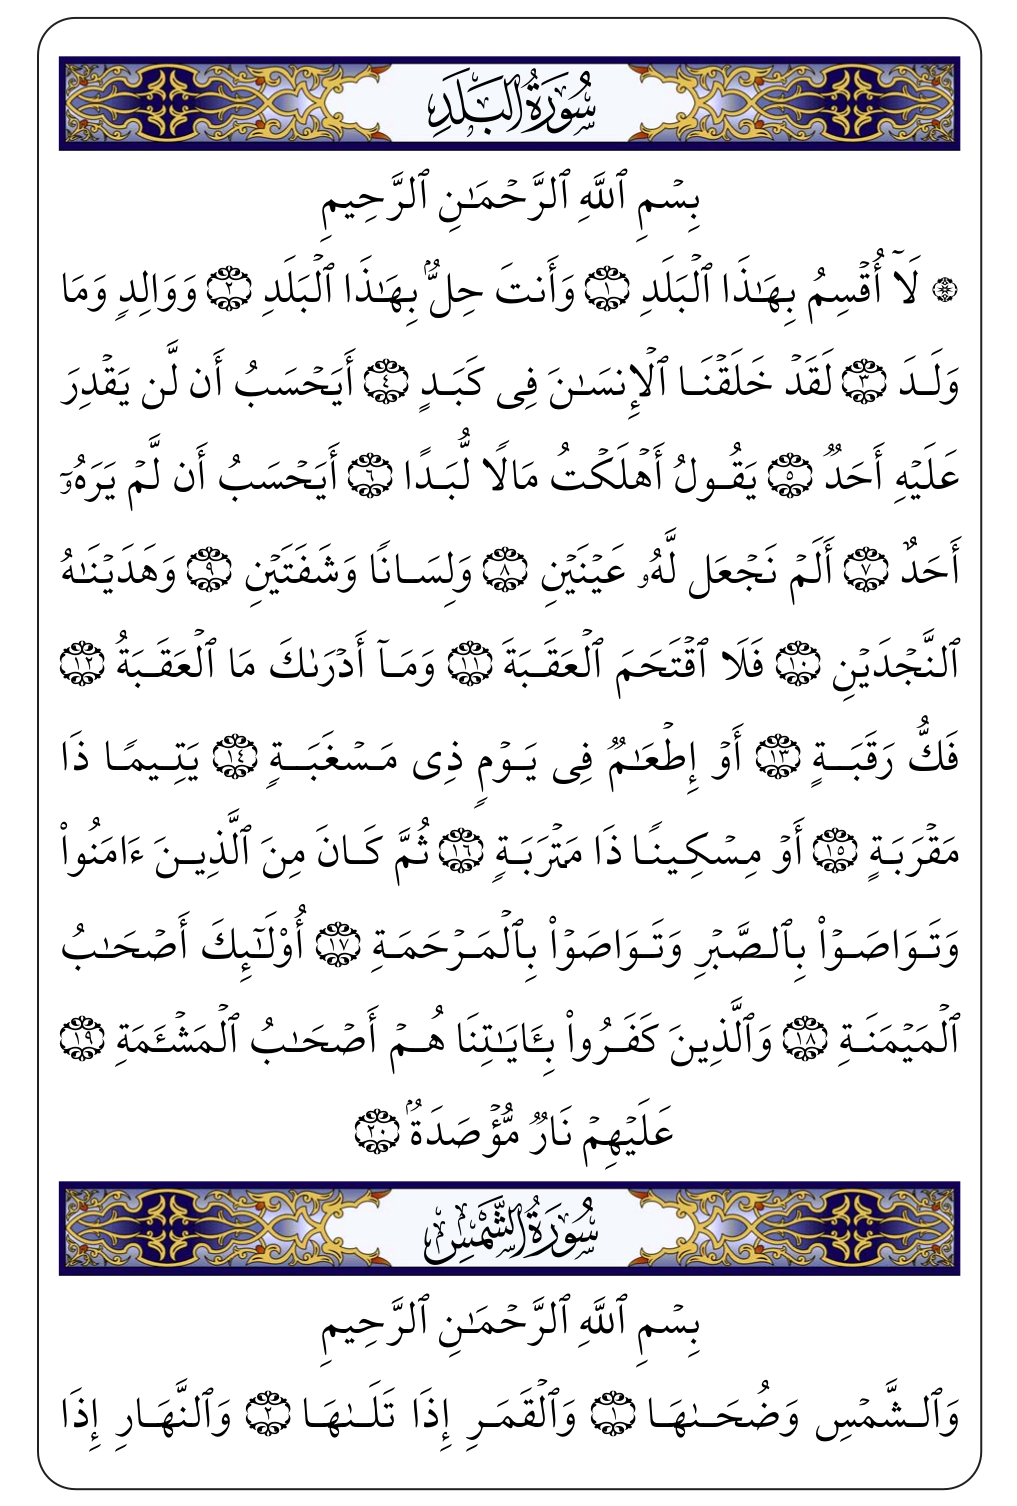 سُورَةُ البَلَدِ
بِسۡمِ ٱللَّهِ ٱلرَّحۡمَٰنِ ٱلرَّحِيمِ
۞ لَآ أُقۡسِمُ بِهَٰذَا ٱلۡبَلَدِ ١ وَأَنتَ حِلُّۢ بِهَٰذَا ٱلۡبَلَدِ ٢ وَوَالِدٖ وَمَا
وَلَدَ ٣ لَقَدۡ خَلَقۡنَا ٱلۡإِنسَٰنَ فِي كَبَدٍ ٤ أَيَحۡسَبُ أَن لَّن يَقۡدِرَ
عَلَيۡهِ أَحَدٞ ٥ يَقُولُ أَهۡلَكۡتُ مَالٗا لُّبَدًا ٦ أَيَحۡسَبُ أَن لَّمۡ يَرَهُۥٓ
أَحَدٌ ٧ أَلَمۡ نَجۡعَل لَّهُۥ عَيۡنَيۡنِ ٨ وَلِسَانٗا وَشَفَتَيۡنِ ٩ وَهَدَيۡنَٰهُ
ٱلنَّجۡدَيۡنِ ١٠ فَلَا ٱقۡتَحَمَ ٱلۡعَقَبَةَ ١١ وَمَآ أَدۡرَىٰكَ مَا ٱلۡعَقَبَةُ ١٢
فَكُّ رَقَبَةٍ ١٣ أَوۡ إِطۡعَٰمٞ فِي يَوۡمٖ ذِي مَسۡغَبَةٖ ١٤ يَتِيمٗا ذَا
مَقۡرَبَةٍ ١٥ أَوۡ مِسۡكِينٗا ذَا مَتۡرَبَةٖ ١٦ ثُمَّ كَانَ مِنَ ٱلَّذِينَ ءَامَنُواْ
وَتَوَاصَوۡاْ بِٱلصَّبۡرِ وَتَوَاصَوۡاْ بِٱلۡمَرۡحَمَةِ ١٧ أُوْلَٰٓئِكَ أَصۡحَٰبُ
ٱلۡمَيۡمَنَةِ ١٨ وَٱلَّذِينَ كَفَرُواْ بِـَٔايَٰتِنَا هُمۡ أَصۡحَٰبُ ٱلۡمَشۡـَٔمَةِ ١٩
عَلَيۡهِمۡ نَارٞ مُّؤۡصَدَةُۢ ٢٠
سُورَةُ الشَّمۡسِ
بِسۡمِ ٱللَّهِ ٱلرَّحۡمَٰنِ ٱلرَّحِيمِ
وَٱلشَّمۡسِ وَضُحَىٰهَا ١ وَٱلۡقَمَرِ إِذَا تَلَىٰهَا ٢ وَٱلنَّهَارِ إِذَا